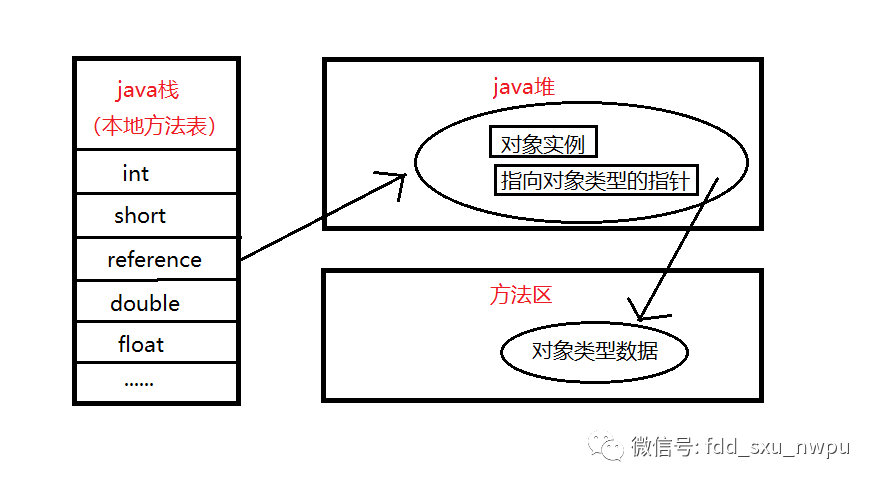 java栈
（本地方法表）
int
short
reference
double
float
......
java堆
对象实例
指向对象类型的指针
方法区
对象类型数据
微信号: fdd_sxu_nwpu